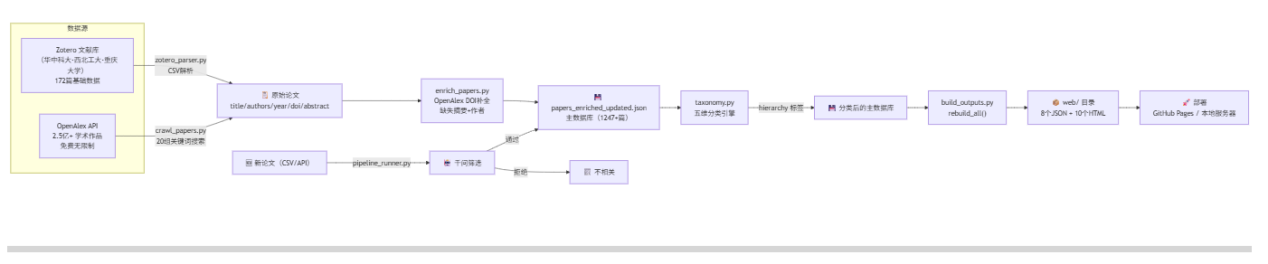 数据源
Zotero 文献库
(华中科大·西北工大·重庆
大学)
172篇基础数据
OpenAlex API
2.5亿+ 学术作品
免费无限制
zotero_parser.py
CSV解析
crawl_papers.py
20组关键词搜索
原始论文
title/authors/year/doi/abstract
新论文 (CSV/API)
pipeline_runner.py
enrich_papers.py
OpenAlex DOI补全
缺失摘要+作者
千问筛选
通过
拒绝
不相关
papers_enriched_updated.json
主数据库 (1247+篇)
taxonomy.py
五维分类引擎
hierarchy 标签
分类后的主数据库
build_outputs.py
rebuild_all()
web/ 目录
8个JSON + 10个HTML
部署
GitHub Pages / 本地服务器